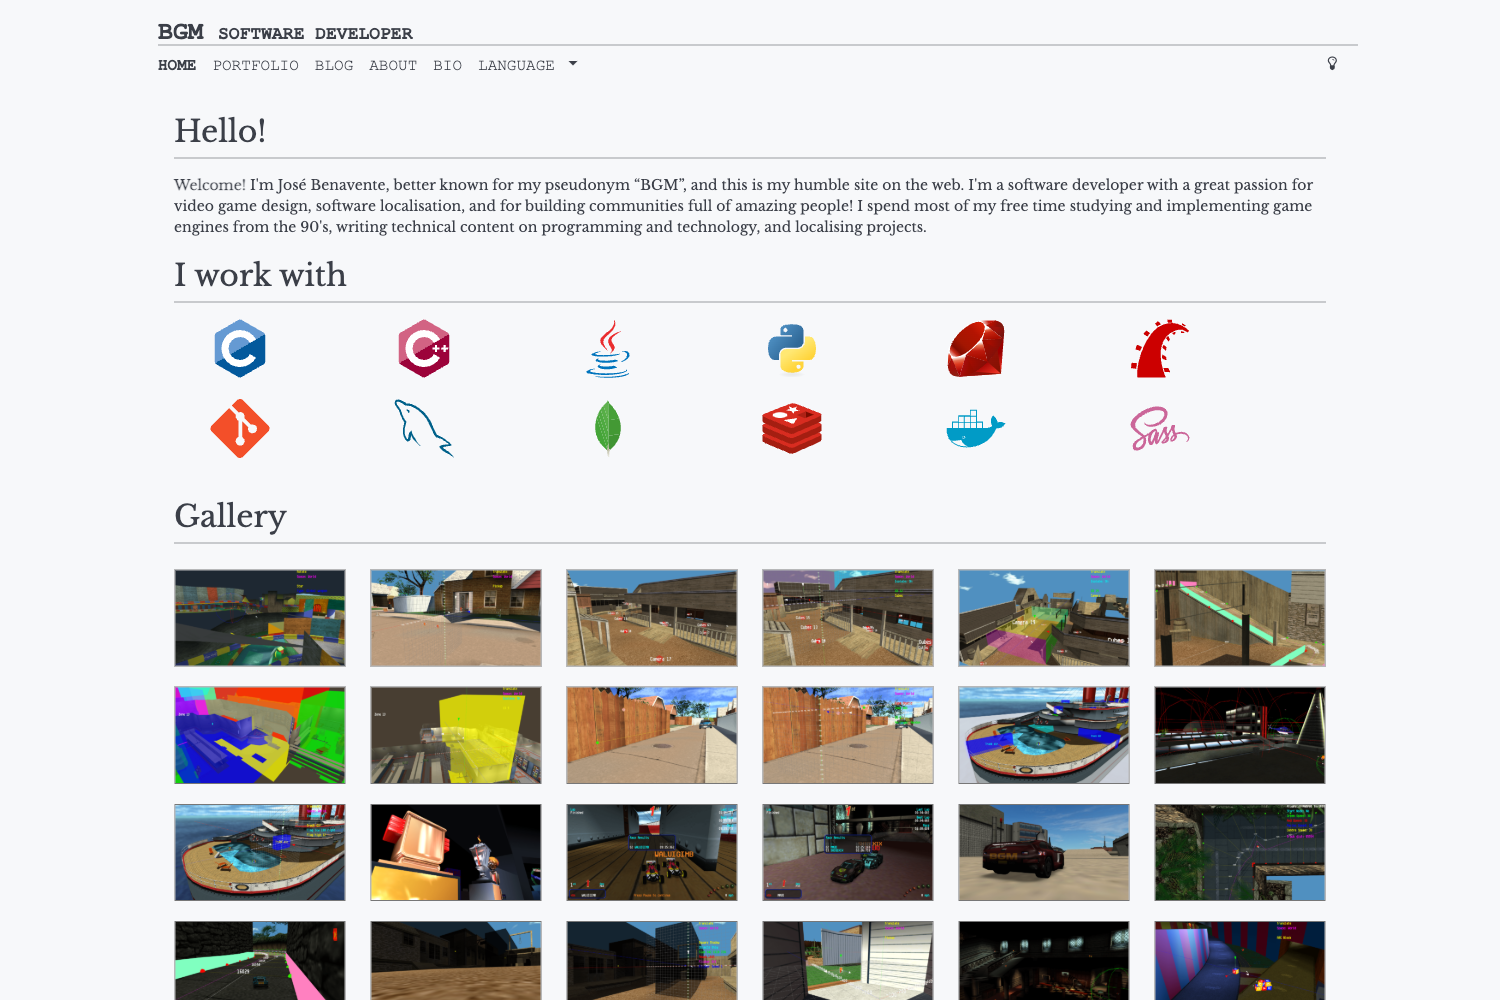 BGM SOFTWARE DEVELOPER
HOME PORTFOLIO BLOG ABOUT BIO LANGUAGE
Hello!
Welcome! I'm José Benavente, better known for my pseudonym “BGM”, and this is my humble site on the web. I'm a software developer with a great passion for
video game design, software localisation, and for building communities full of amazing people! I spend most of my free time studying and implementing game
engines from the 90's, writing technical content on programming and technology, and localising projects.
I work with
C C++
Sass
Gallery
WALUIGIMB
BGM